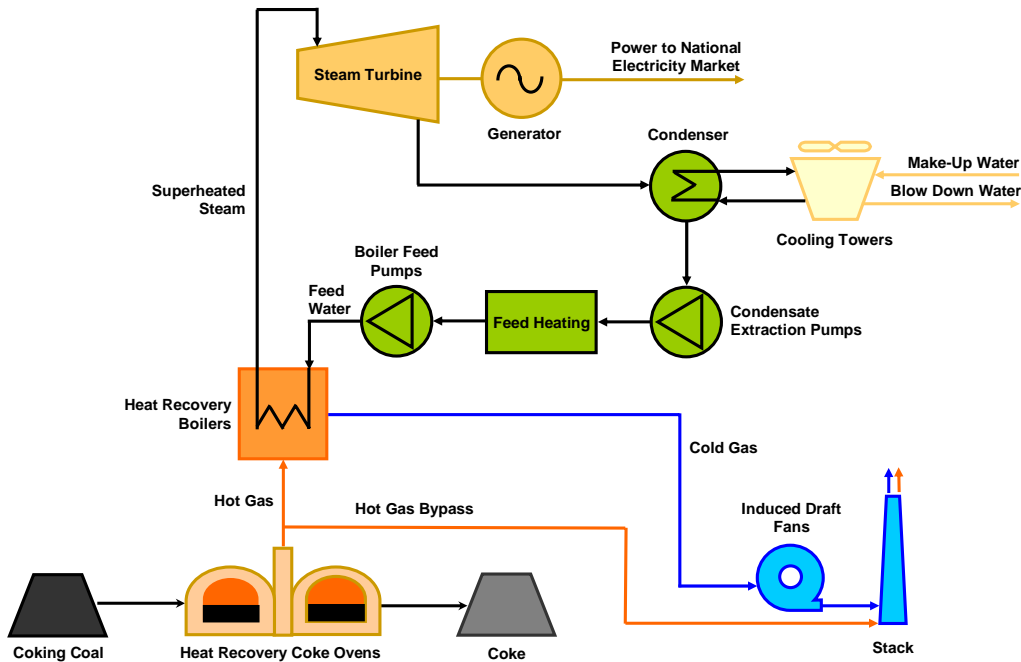 Power to National
Electricity Market
Steam Turbine
Generator
Condenser
Make-Up Water
Blow Down Water
Superheated
Steam
Cooling Towers
Boiler Feed
Pumps
Feed
Water
Feed Heating
Condensate
Extraction Pumps
Heat Recovery
Boilers
Cold Gas
Hot Gas
Hot Gas Bypass
Induced Draft
Fans
Coking Coal
Heat Recovery Coke Ovens
Coke
Stack